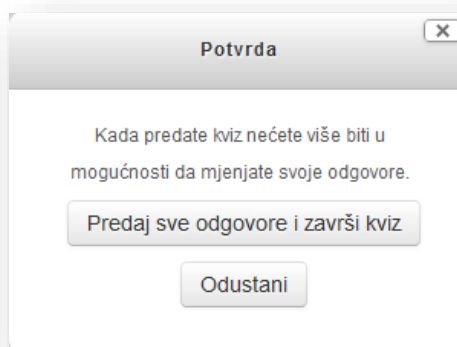 Potvrda
Kada predate kviz nećete više biti u
mogućnosti da mjenjate svoje odgovore.
Predaj sve odgovore i završi kviz
Odustani